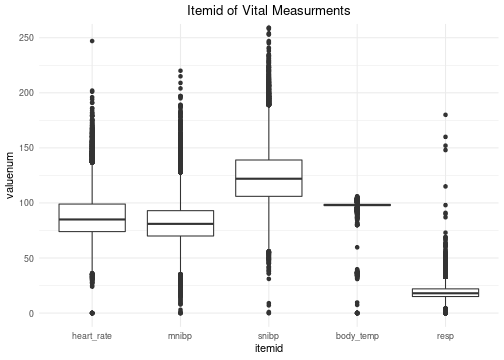 Itemid of Vital Measurments
valuenum
250
200
150
100
50
0
heart_rate mnibp snibp body_temp resp
itemid